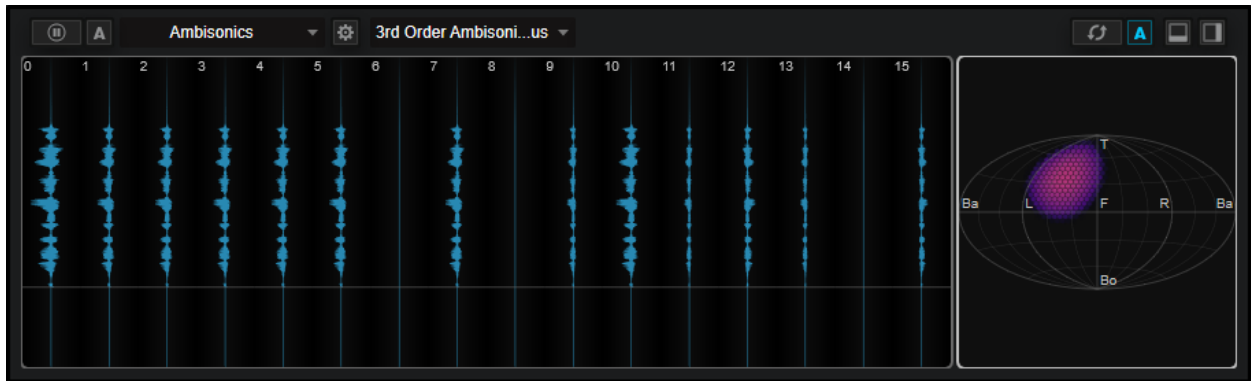 A Ambisonics 3rd Order Ambisoni...us A
0 1 2 3 4 5 6 7 8 9 10 11 12 13 14 15
T
Ba L F R Ba
Bo